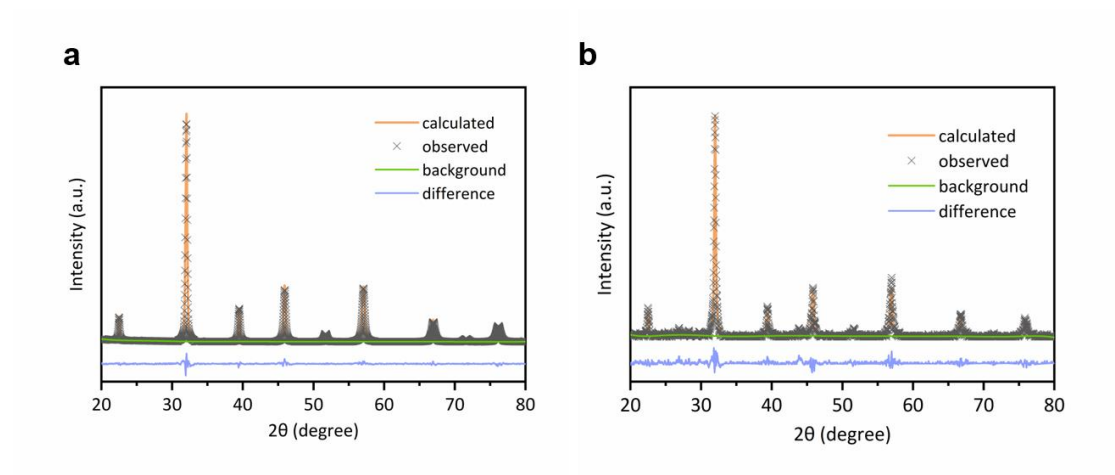 a
calculated
observed
background
difference
Intensity (a.u.)
20 30 40 50 60 70 80
2θ (degree)
b
calculated
observed
background
difference
Intensity (a.u.)
20 30 40 50 60 70 80
2θ (degree)